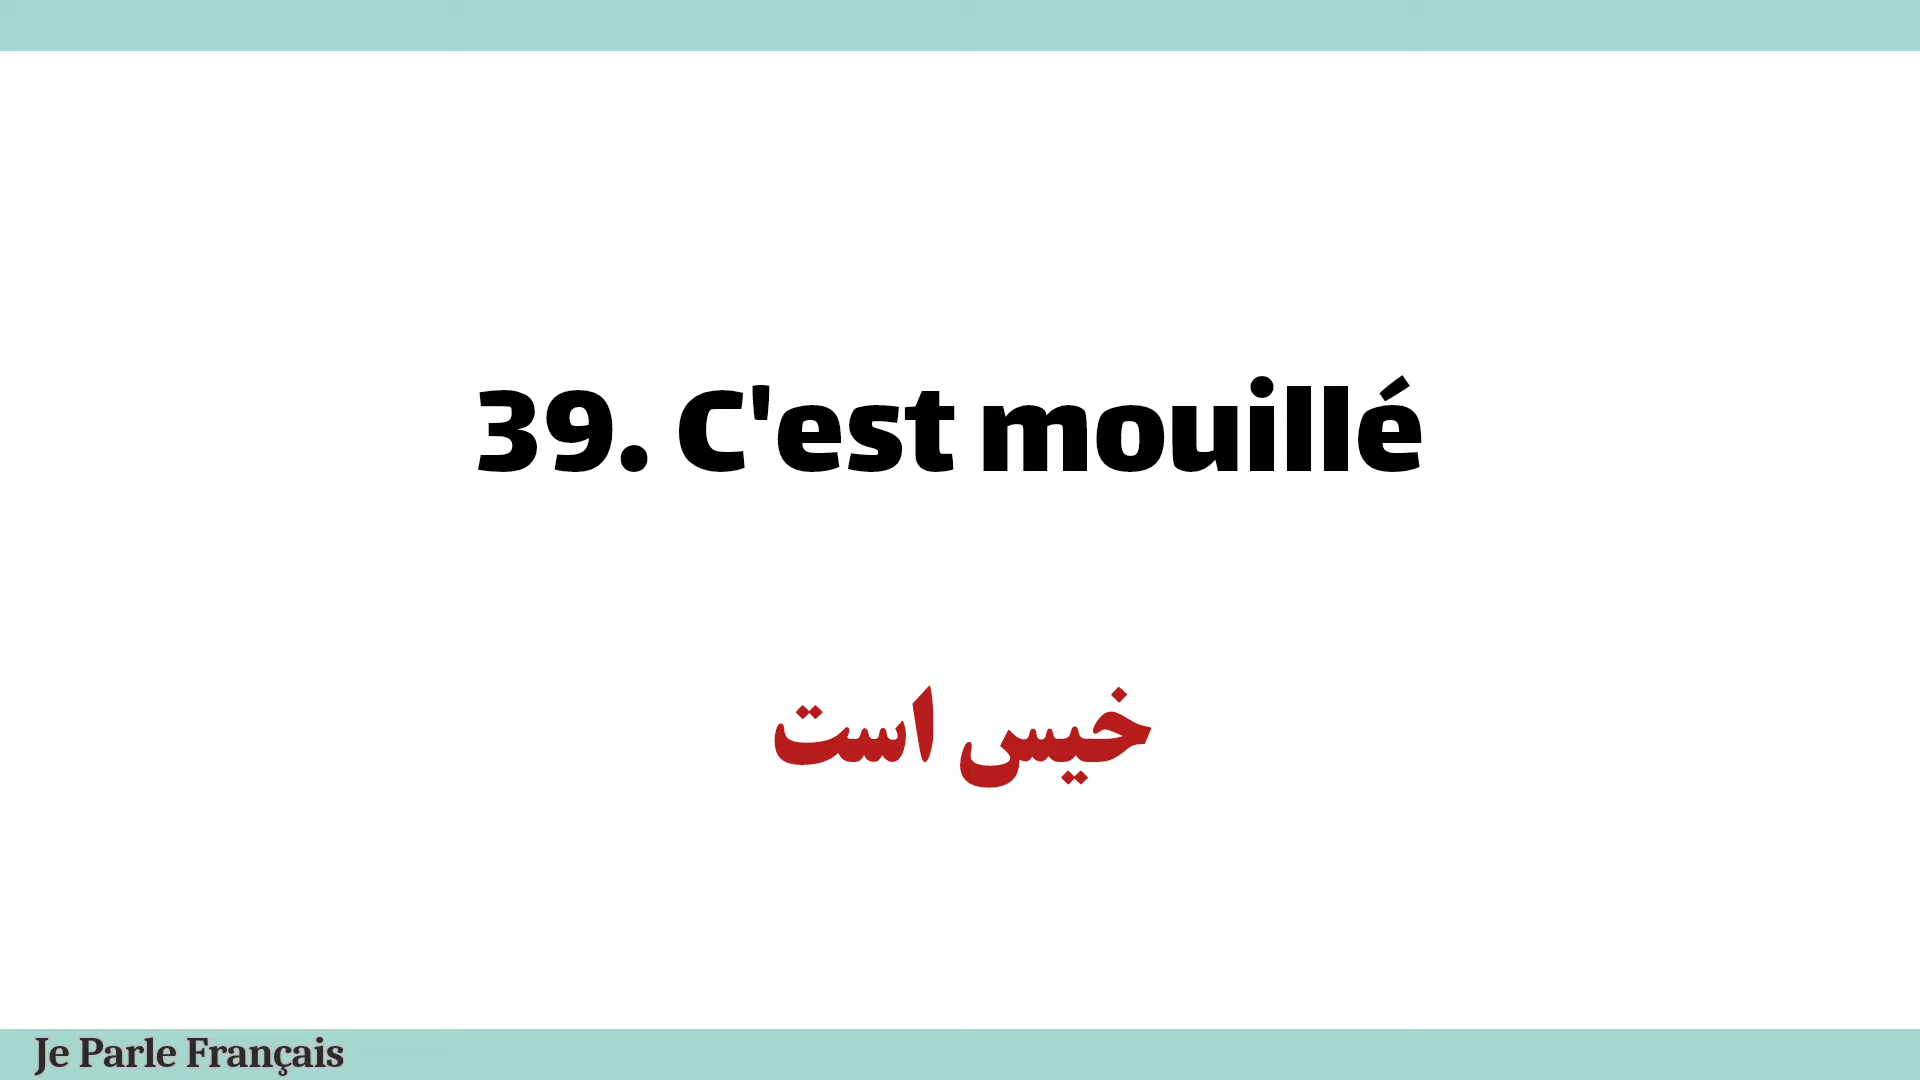 39. C'est mouillé
خیس است
Je Parle Français